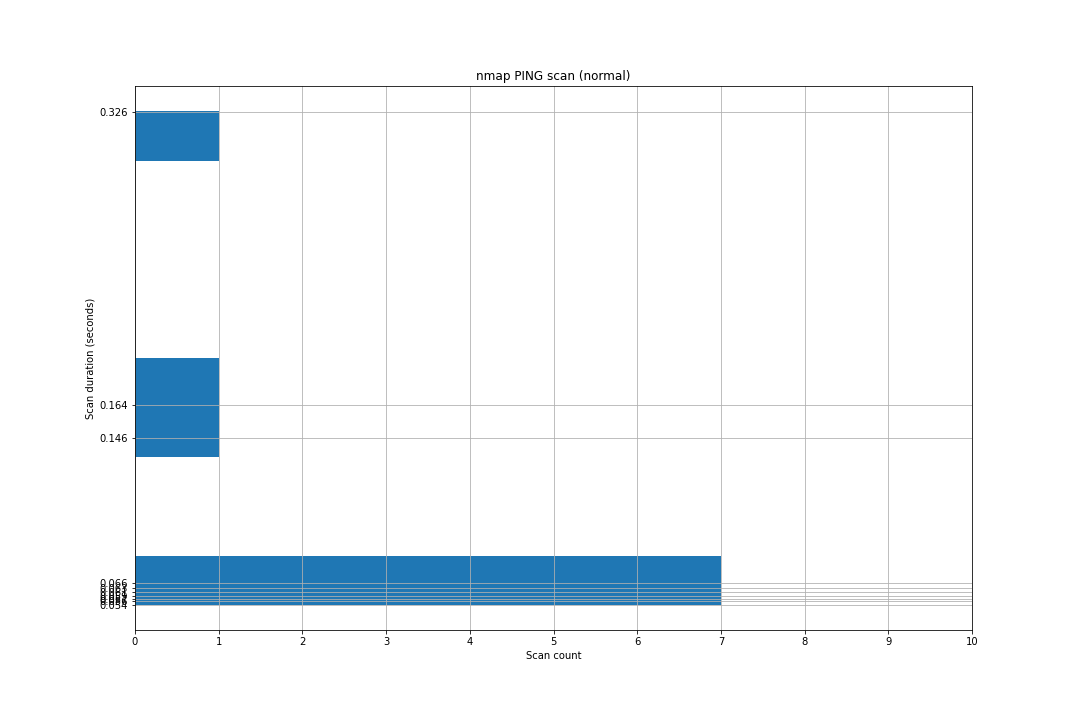 nmap PING scan (normal)
0.326
0.164
0.146
0.066
0.054
Scan duration (seconds)
0 1 2 3 4 5 6 7 8 9 10
Scan count